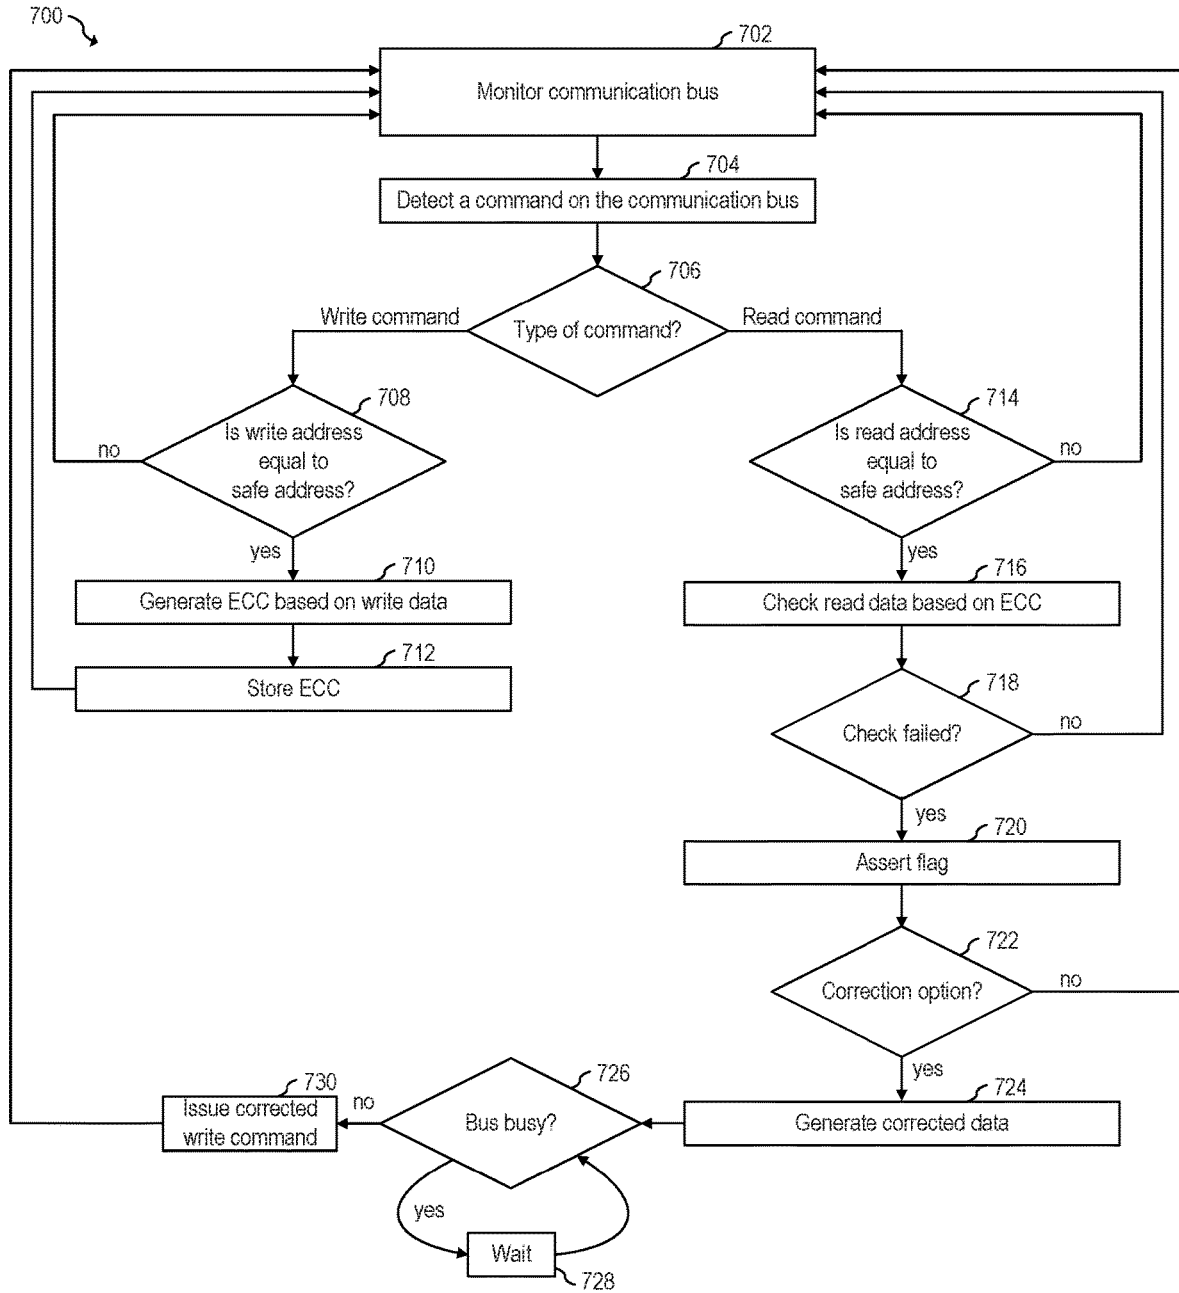 700
702
Monitor communication bus
704
Detect a command on the communication bus
706
Write command
Type of command?
Read command
708
714
Is write address
equal to
safe address?
no
Is read address
equal to
safe address?
no
yes
yes
710
716
Generate ECC based on write data
Check read data based on ECC
712
718
Store ECC
Check failed?
no
yes
720
Assert flag
722
Correction option?
no
yes
730
726
724
Issue corrected
write command
no
Bus busy?
Generate corrected data
yes
Wait
728